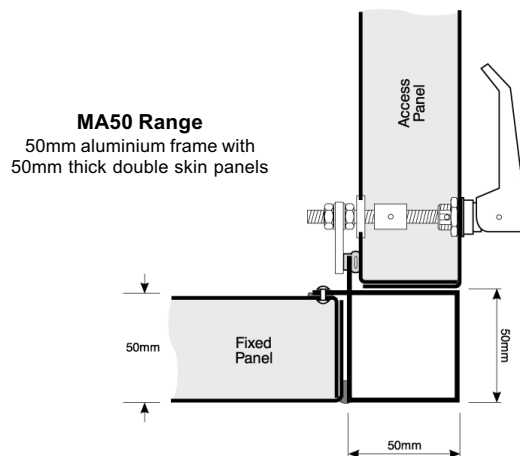 MA50 Range
50mm aluminium frame with
50mm thick double skin panels
Access
Panel
Fixed
Panel
50mm
50mm
50mm